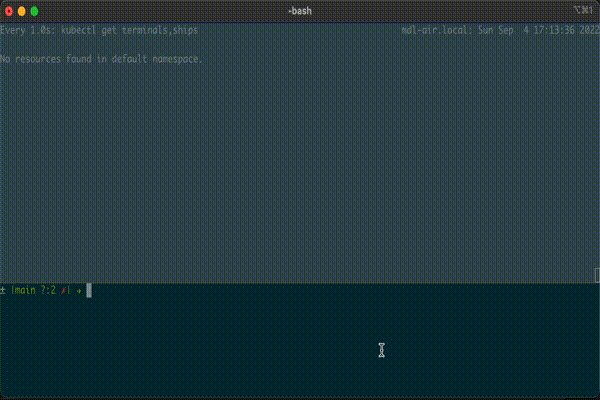 -bash
⌥⌘1
Every 1.0s: kubectl get terminals,ships
mdl-air.local: Sun Sep  4 17:13:36 2022
No resources found in default namespace.
± |main ?:2 ✗| →